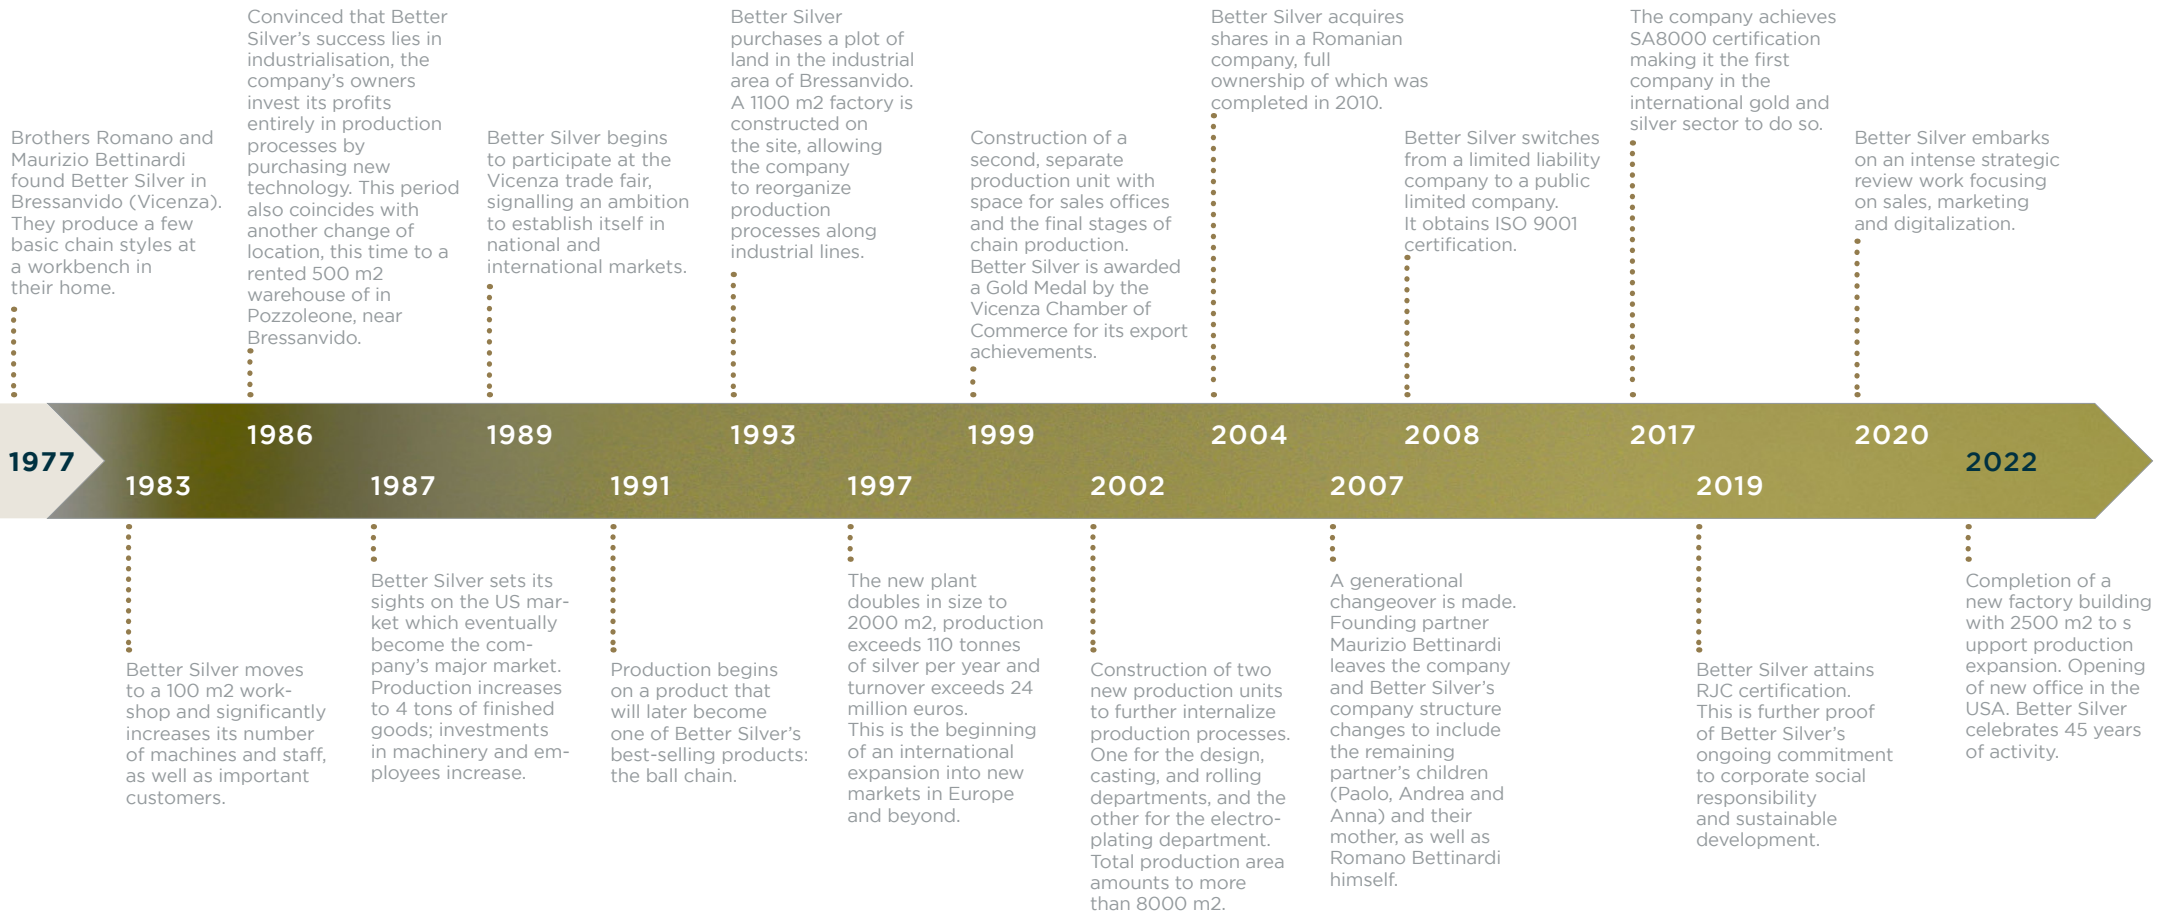 Brothers Romano and
Maurizio Bettinardi
found Better Silver in
Bressanvido (Vicenza).
They produce a few
basic chain styles at
a workbench in
their home.
1977
1983
Better Silver moves
to a 100 m2 work-
shop and significantly
increases its number
of machines and staff,
as well as important
customers.
Convinced that Better
Silver’s success lies in
industrialisation, the
company’s owners
invest its profits
entirely in production
processes by
purchasing new
technology. This period
also coincides with
another change of
location, this time to a
rented 500 m2
warehouse of in
Pozzoleone, near
Bressanvido.
1986
1987
Better Silver sets its
sights on the US mar-
ket which eventually
become the com-
pany’s major market.
Production increases
to 4 tons of finished
goods; investments
in machinery and em-
ployees increase.
Better Silver begins
to participate at the
Vicenza trade fair,
signalling an ambition
to establish itself in
national and
international markets.
1989
1991
Production begins
on a product that
will later become
one of Better Silver’s
best-selling products:
the ball chain.
Better Silver
purchases a plot of
land in the industrial
area of Bressanvido.
A 1100 m2 factory is
constructed on
the site, allowing
the company
to reorganize
production
processes along
industrial lines.
1993
1997
The new plant
doubles in size to
2000 m2, production
exceeds 110 tonnes
of silver per year and
turnover exceeds 24
million euros.
This is the beginning
of an international
expansion into new
markets in Europe
and beyond.
Construction of a
second, separate
production unit with
space for sales offices
and the final stages of
chain production.
Better Silver is awarded
a Gold Medal by the
Vicenza Chamber of
Commerce for its export
achievements.
1999
2002
Construction of two
new production units
to further internalize
production processes.
One for the design,
casting, and rolling
departments, and the
other for the electro-
plating department.
Total production area
amounts to more
than 8000 m2.
Better Silver acquires
shares in a Romanian
company, full
ownership of which was
completed in 2010.
2004
2007
A generational
changeover is made.
Founding partner
Maurizio Bettinardi
leaves the company
and Better Silver’s
company structure
changes to include
the remaining
partner’s children
(Paolo, Andrea and
Anna) and their
mother, as well as
Romano Bettinardi
himself.
Better Silver switches
from a limited liability
company to a public
limited company.
It obtains ISO 9001
certification.
2008
The company achieves
SA8000 certification
making it the first
company in the
international gold and
silver sector to do so.
2017
2019
Better Silver attains
RJC certification.
This is further proof
of Better Silver’s
ongoing commitment
to corporate social
responsibility
and sustainable
development.
Better Silver embarks
on an intense strategic
review work focusing
on sales, marketing
and digitalization.
2020
2022
Completion of a
new factory building
with 2500 m2 to s
upport production
expansion. Opening
of new office in the
USA. Better Silver
celebrates 45 years
of activity.